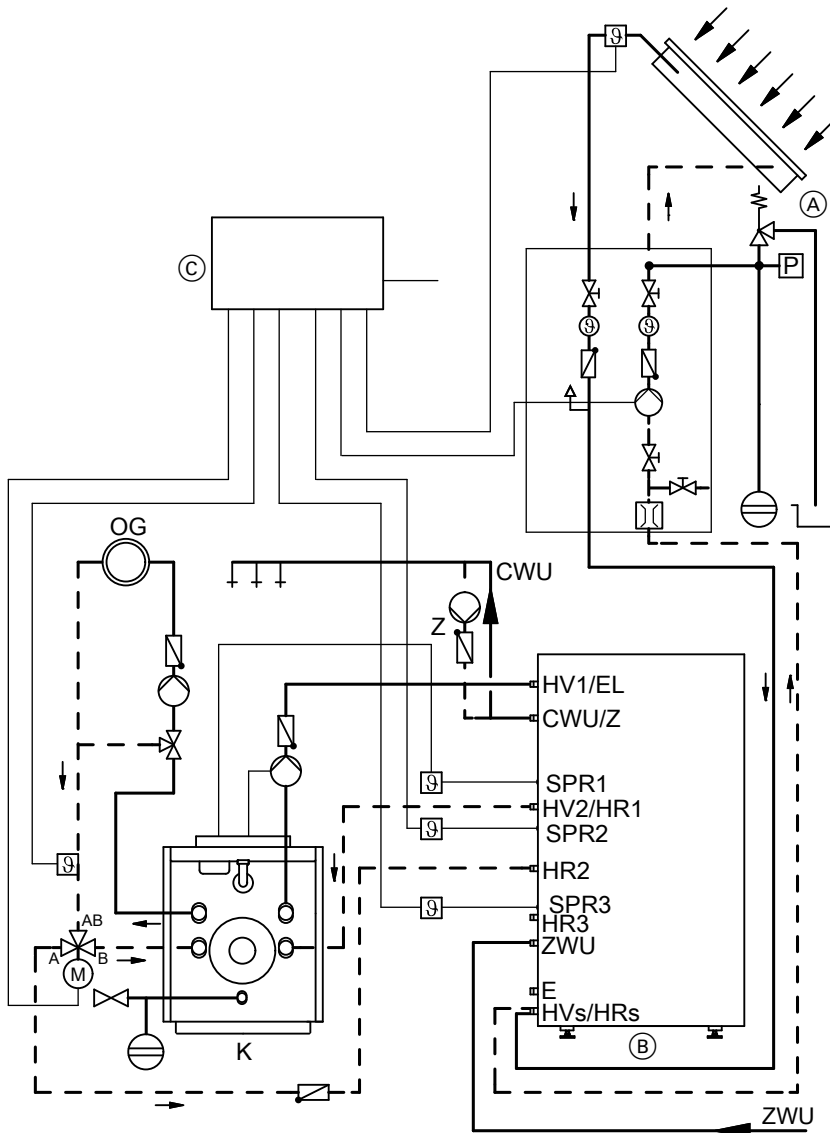 ϑ
A
C
P
ϑ ϑ
OG
CWU
Z
HV1/EL
CWU/Z
SPR1
ϑ
HV2/HR1
SPR2
ϑ
HR2
ϑ
SPR3
ϑ
HR3
ZWU
AB
A B
M
E
HVs/HRs
K
B
ZWU